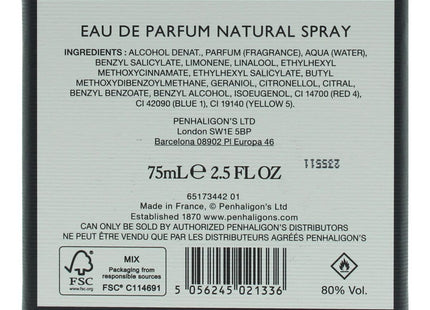 EAU DE PARFUM NATURAL SPRAY
INGREDIENTS : ALCOHOL DENAT., PARFUM (FRAGRANCE), AQUA (WATER),
BENZYL SALICYLATE, LIMONENE, LINALOOL, ETHYLHEXYL
METHOXYCINNAMATE, ETHYLHEXYL SALICYLATE, BUTYL
METHOXYDIBENZOYLMETHANE, GERANIOL, CITRONELLOL, CITRAL,
BENZYL BENZOATE, BENZYL ALCOHOL, ISOEUGENOL, CI 14700 (RED 4),
CI 42090 (BLUE 1), CI 19140 (YELLOW 5).
PENHALIGON'S LTD
London SW1E 5BP
Barcelona 08902 Pl Europa 46
75mL ℮ 2.5 FL OZ
65173442 01
Made in France, © Penhaligon's Ltd
Established 1870 www.penhaligons.com
CAN ONLY BE SOLD BY AUTHORIZED PENHALIGON'S DISTRIBUTORS
NE PEUT ÊTRE VENDU QUE PAR LES DISTRIBUTEURS AGRÉÉS PENHALIGON'S
FSC
www.fsc.org
MIX
Packaging from
responsible sources
FSC® C114691
5 056245 021336
80% Vol.